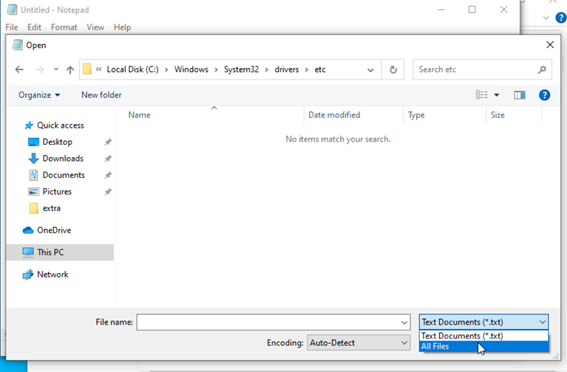 Untitled - Notepad
File Edit Format View Help
Open
« Local Disk (C:) > Windows > System32 > drivers > etc
Search etc
Organize New folder
Name Date modified Type Size
No items match your search.
Quick access
Desktop
Downloads
Documents
Pictures
extra
OneDrive
This PC
Network
File name:
Text Documents (*.txt)
Text Documents (*.txt)
All Files
Encoding: Auto-Detect